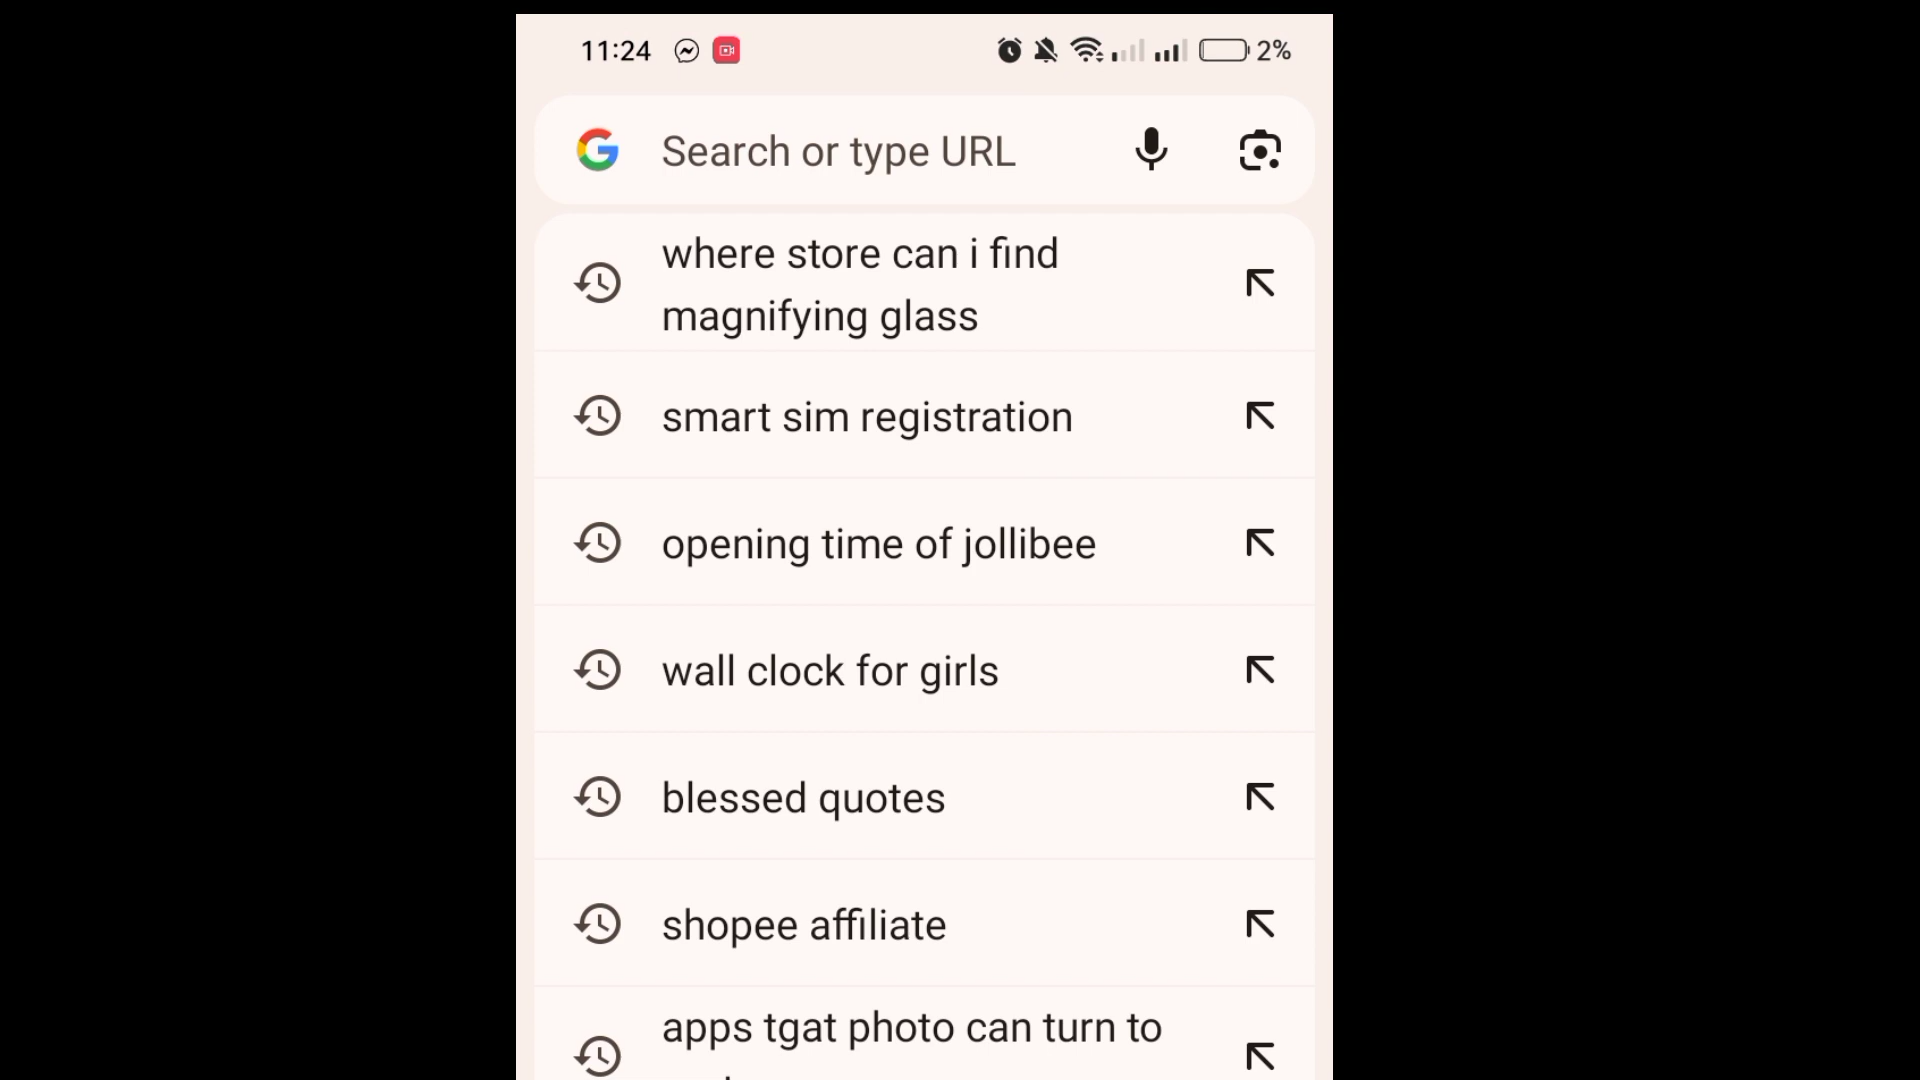 11:24
2%
Search or type URL
where store can i find
magnifying glass
smart sim registration
opening time of jollibee
wall clock for girls
blessed quotes
shopee affiliate
apps tgat photo can turn to